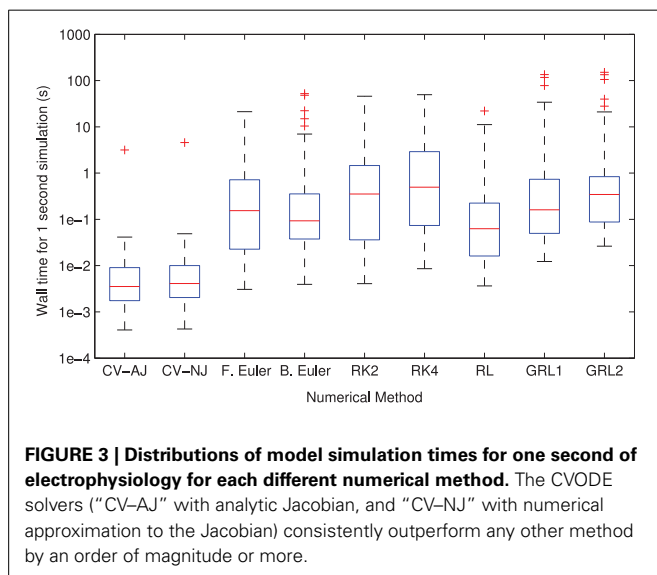 1000
100
10
1
1e−1
1e−2
1e−3
1e−4
Wall time for 1 second simulation (s)
CV−AJ CV−NJ F. Euler B. Euler RK2 RK4 RL GRL1 GRL2
Numerical Method
FIGURE 3 | Distributions of model simulation times for one second of
electrophysiology for each different numerical method. The CVODE
solvers (“CV–AJ” with analytic Jacobian, and “CV–NJ” with numerical
approximation to the Jacobian) consistently outperform any other method
by an order of magnitude or more.